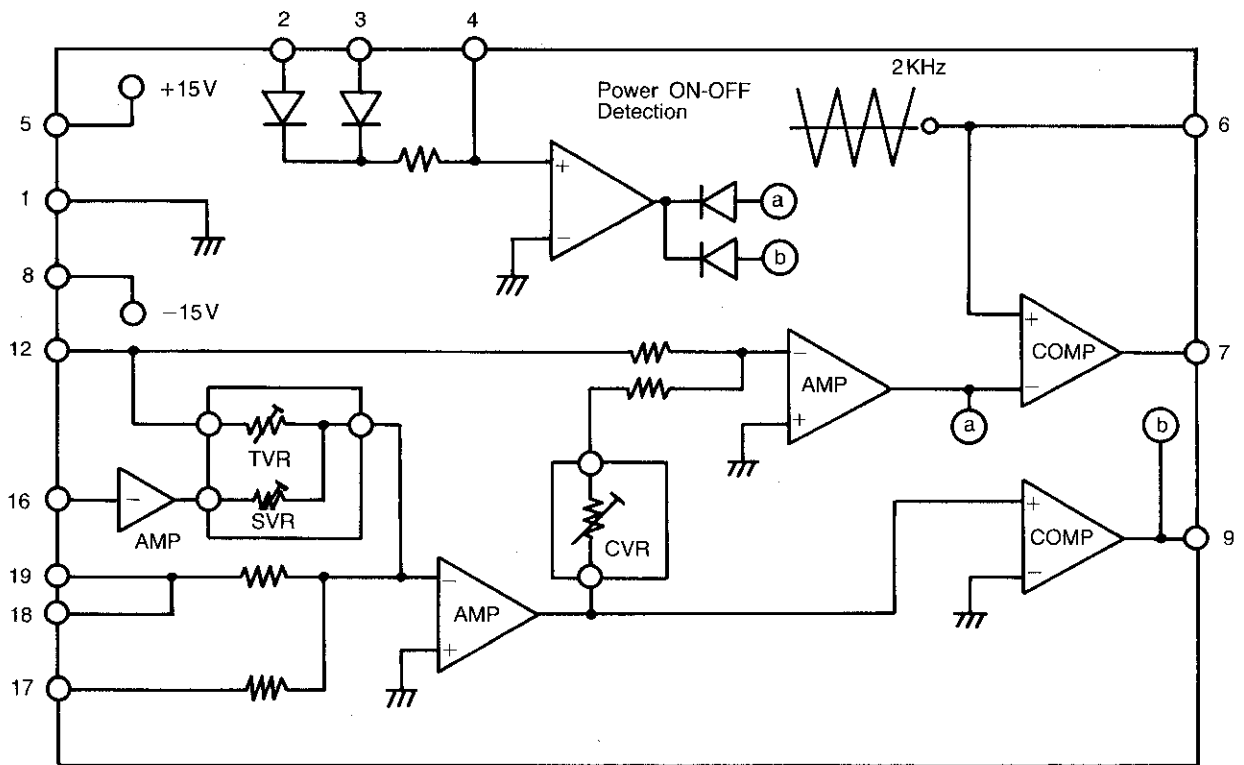 2
3
4
2KHz
+15V
Power ON-OFF
Detection
5
6
+
a
1
−
b
8
−15V
+
12
COMP
7
−
AMP
−
+
a
b
TVR
16
−
SVR
AMP
+
CVR
COMP
9
19
−
−
18
AMP
+
17